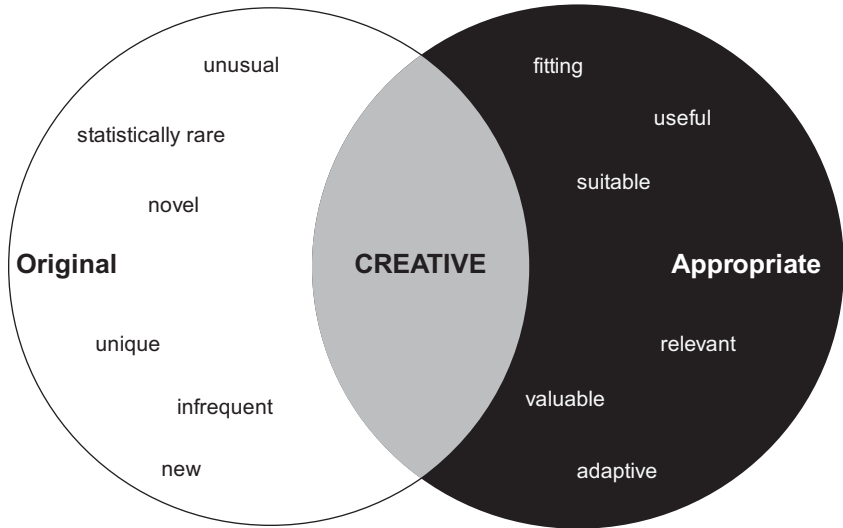 unusual
statistically rare
novel
Original
unique
infrequent
new
CREATIVE
fitting
useful
suitable
Appropriate
relevant
valuable
adaptive